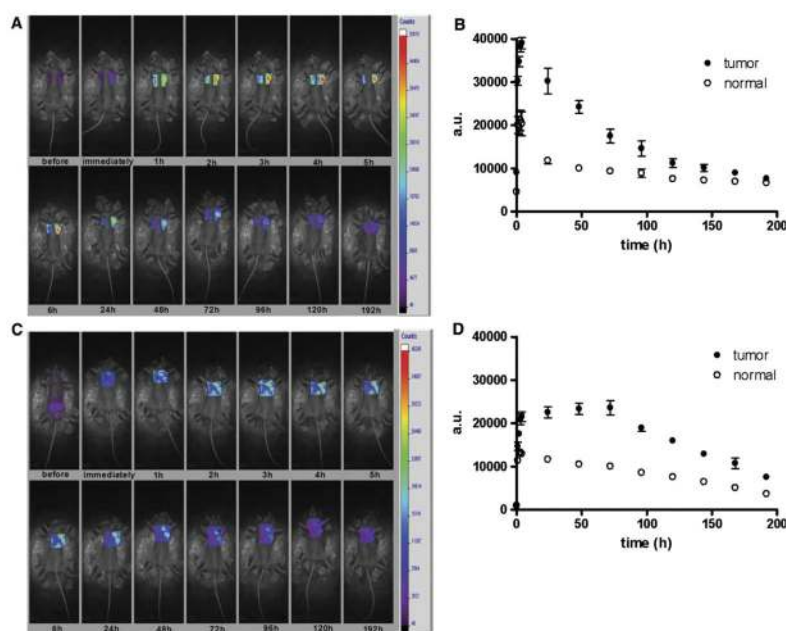 A
Counts
before
immediately
1h
2h
3h
4h
5h
6h
24h
48h
72h
96h
120h
192h
B
40000
30000
20000
10000
0
a.u.
0
50
100
150
200
time (h)
tumor
normal
C
Counts
before
immediately
1h
2h
3h
4h
5h
24h
48h
72h
96h
120h
192h
D
40000
30000
20000
10000
0
a.u.
0
50
100
150
200
time (h)
tumor
normal